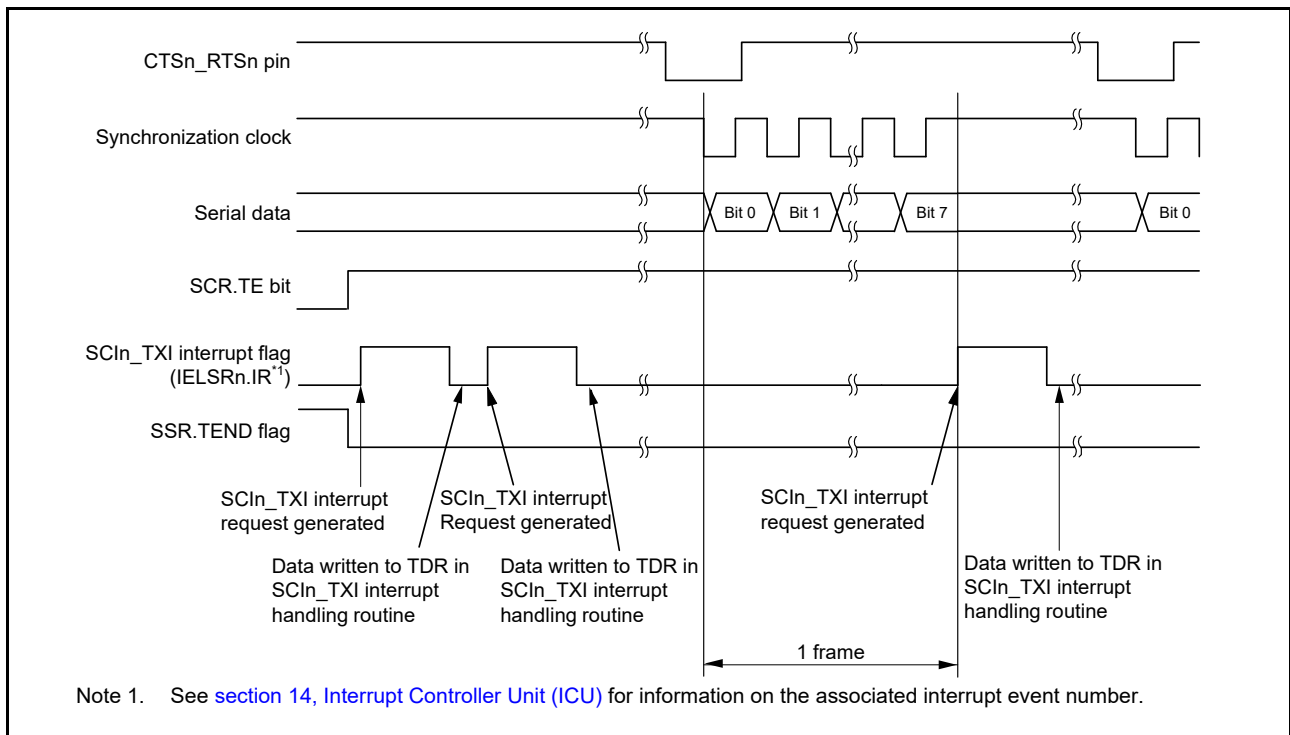 CTSn_RTSn pin
Synchronization clock
Serial data
Bit 0
Bit 1
Bit 7
Bit 0
SCR.TE bit
SCIn_TXI interrupt flag
(IELSRn.IR*1)
SSR.TEND flag
SCIn_TXI interrupt
request generated
SCIn_TXI interrupt
Request generated
SCIn_TXI interrupt
request generated
Data written to TDR in
SCIn_TXI interrupt
handling routine
Data written to TDR in
SCIn_TXI interrupt
handling routine
Data written to TDR in
SCIn_TXI interrupt
handling routine
1 frame
Note 1. See section 14, Interrupt Controller Unit (ICU) for information on the associated interrupt event number.